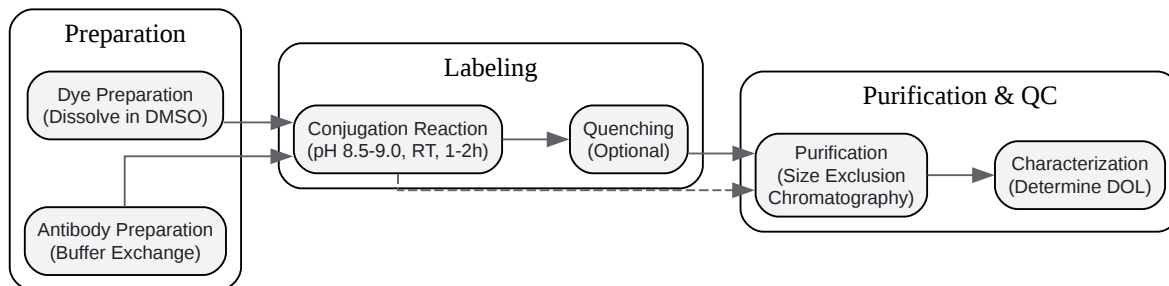 Preparation
Dye Preparation
(Dissolve in DMSO)
Antibody Preparation
(Buffer Exchange)
Labeling
Conjugation Reaction
(pH 8.5-9.0, RT, 1-2h)
Quenching
(Optional)
Purification & QC
Purification
(Size Exclusion
Chromatography)
Characterization
(Determine DOL)